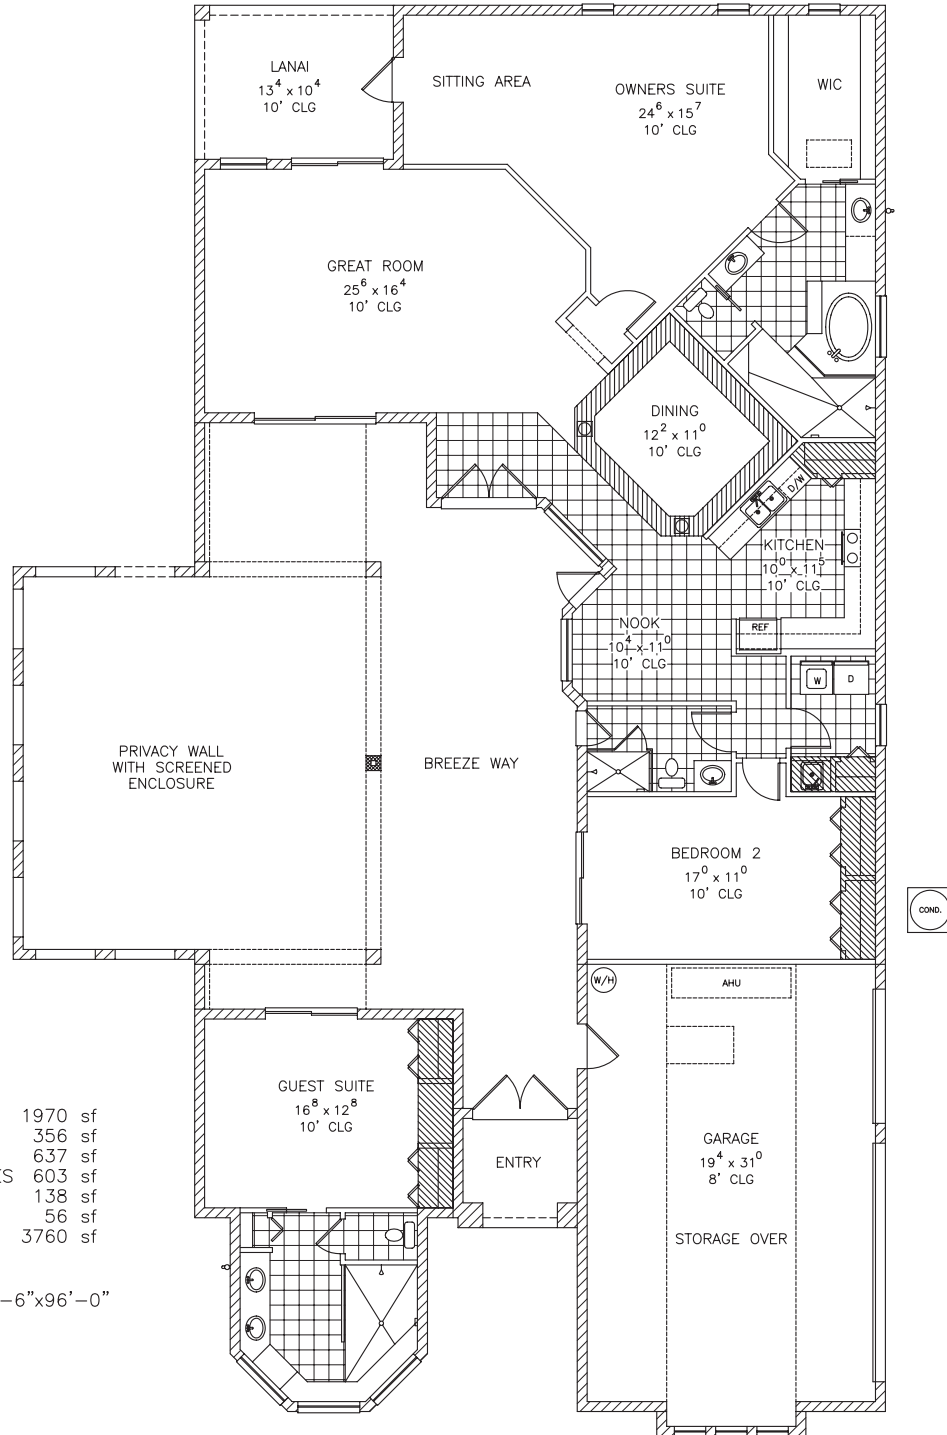 LANAI
13⁴ x 10⁴
10' CLG
SITTING AREA
OWNERS SUITE
24⁶ x 15⁷
10' CLG
WIC
GREAT ROOM
25⁶ x 16⁴
10' CLG
DINING
12² x 11⁰
10' CLG
D/W
KITCHEN
10⁰ x 11⁵
10' CLG
NOOK
10⁴ x 11⁰
10' CLG
REF
W
D
PRIVACY WALL
WITH SCREENED
ENCLOSURE
BREEZE WAY
BEDROOM 2
17⁰ x 11⁰
10' CLG
COND.
W/H
AHU
GUEST SUITE
16⁸ x 12⁸
10' CLG
ENTRY
GARAGE
19⁴ x 31⁰
8' CLG
STORAGE OVER
1970 sf
356 sf
637 sf
S 603 sf
138 sf
56 sf
3760 sf
-6"x96'-0"